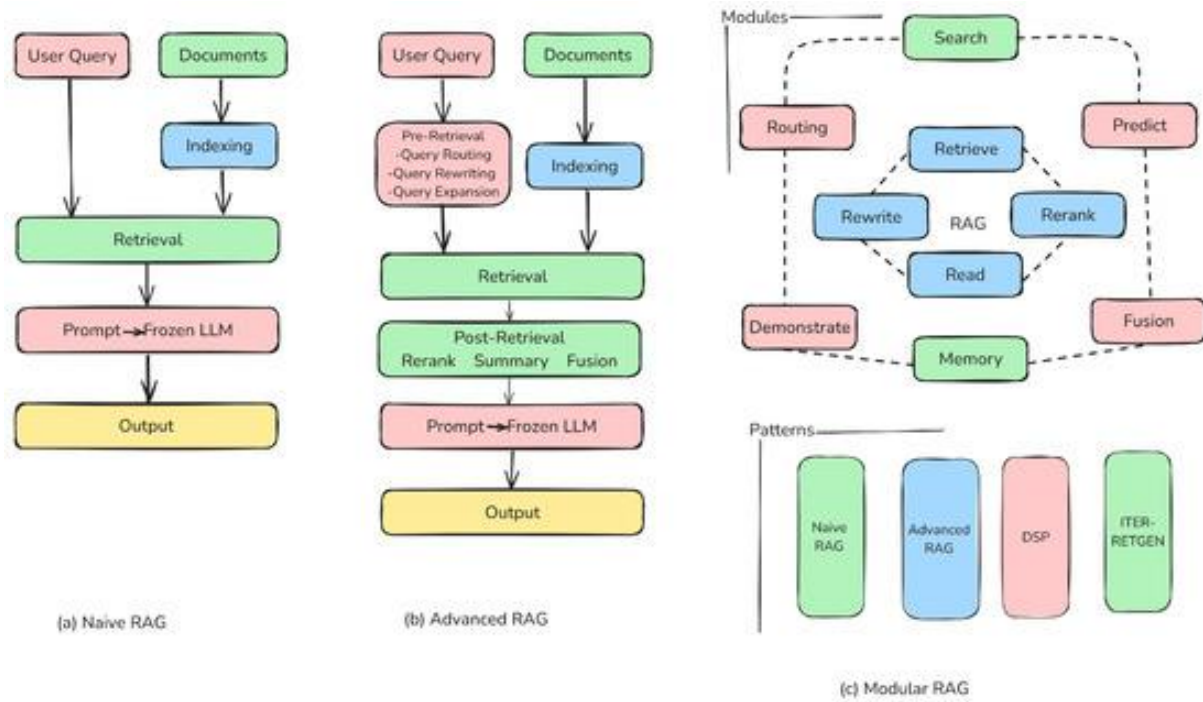 User Query
Documents
Indexing
Retrieval
Prompt → Frozen LLM
Output
(a) Naive RAG
User Query
Documents
Pre-Retrieval
-Query Routing
-Query Rewriting
-Query Expansion
Indexing
Retrieval
Post-Retrieval
Rerank Summary Fusion
Prompt → Frozen LLM
Output
(b) Advanced RAG
Modules
Search
Routing
Predict
Retrieve
Rewrite
RAG
Rerank
Read
Demonstrate
Fusion
Memory
Patterns
Naive
RAG
Advanced
RAG
DSP
ITER-
RETGEN
(c) Modular RAG